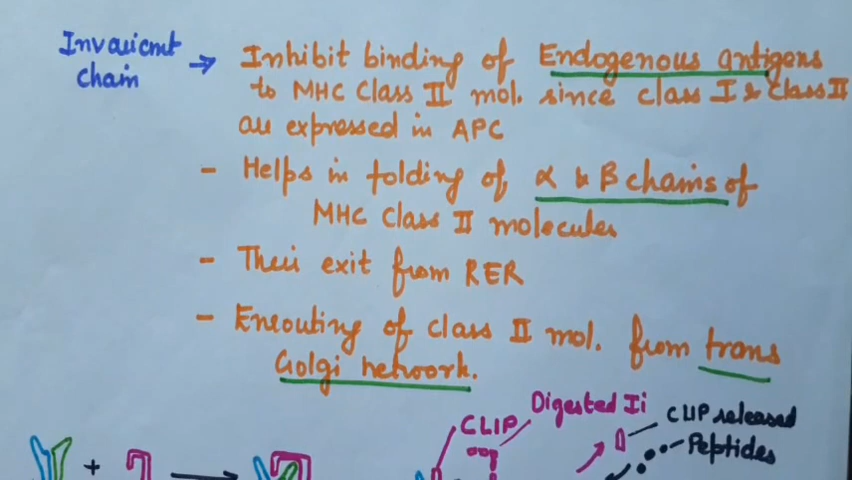 Invariant
chain → Inhibit binding of Endogenous antigens
to MHC Class II mol. since class I & Class II
are expressed in APC
- Helps in folding of α & β chains of
MHC Class II molecules
- Their exit from RER
- Enrouting of class II mol. from trans
Golgi network.
CLIP
Digested Ii
CLIP released
Peptides
+